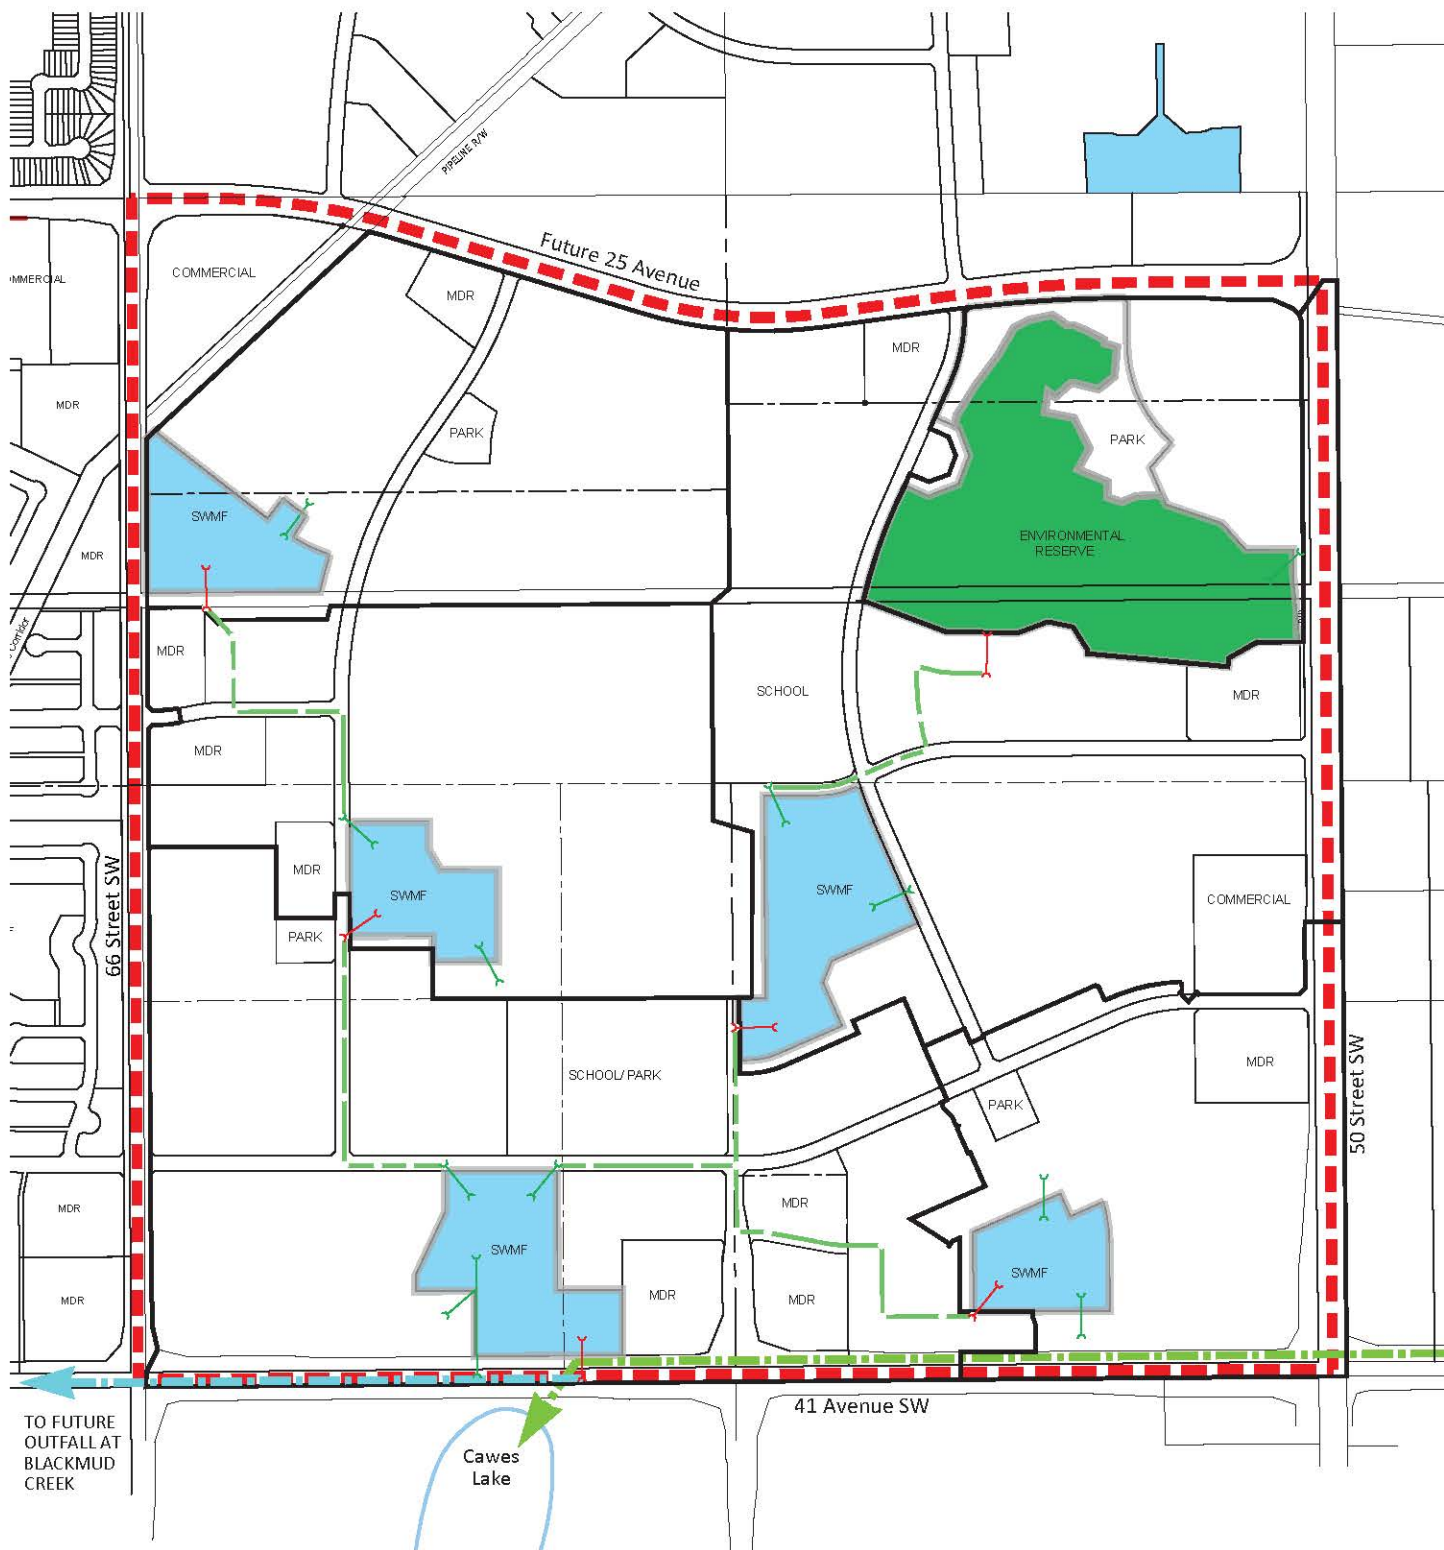 PIPELINE R/W
Future 25 Avenue
COMMERCIAL
MDR
MDR
MDR
PARK
PARK
SWMF
MDR
ENVIRONMENTAL
RESERVE
Corridor
MDR
SCHOOL
MDR
MDR
MDR
SWMF
SWMF
COMMERCIAL
66 Street SW
PARK
SCHOOL/PARK
MDR
50 Street SW
PARK
MDR
MDR
SWMF
SWMF
MDR
MDR
MDR
41 Avenue SW
TO FUTURE
OUTFALL AT
BLACKMUD
CREEK
Cawes
Lake